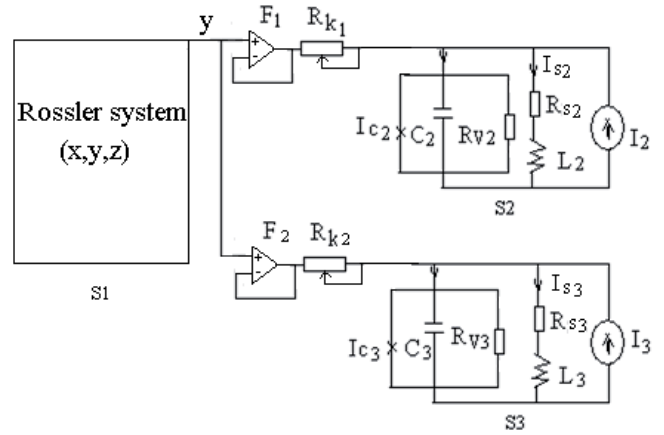 y
F1
Rk1
Rossler system
(x,y,z)
S1
Is2
Ic2
C2
Rv2
Rs2
L2
I2
S2
F2
Rk2
Is3
Ic3
C3
Rv3
Rs3
L3
I3
S3
+
-
+
-